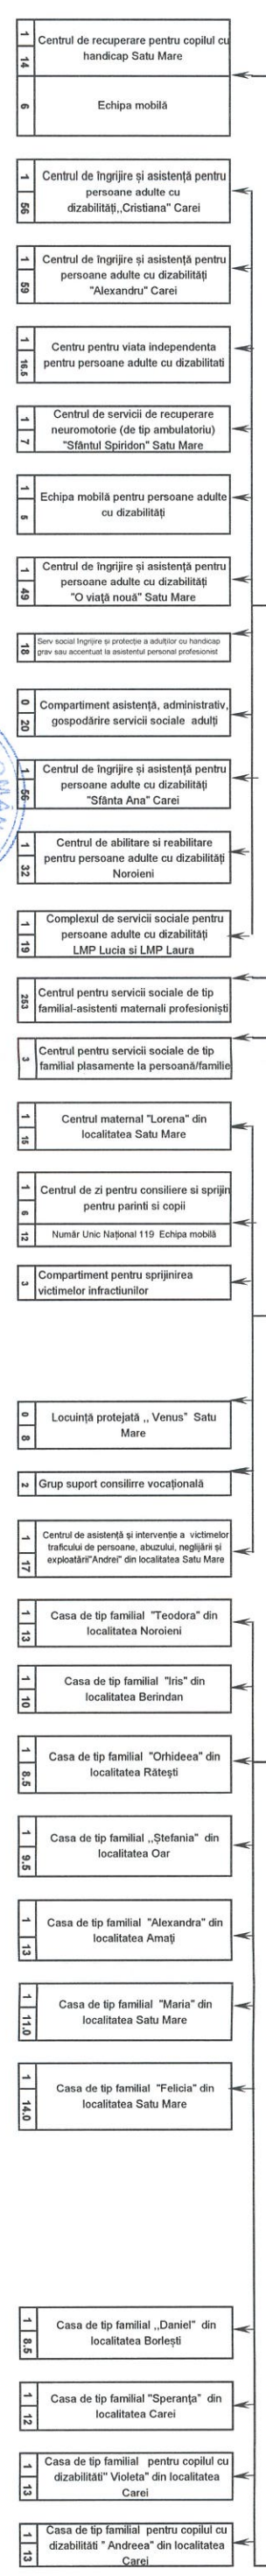 1
14
Centrul de recuperare pentru copilul cu
handicap Satu Mare
6
Echipa mobilă
1
56
Centrul de îngrijire și asistență pentru
persoane adulte cu
dizabilități,,Cristiana" Carei
1
59
Centrul de îngrijire și asistență pentru
persoane adulte cu dizabilități
"Alexandru" Carei
1
16.5
Centru pentru viata independenta
pentru persoane adulte cu dizabilitati
1
7
Centrul de servicii de recuperare
neuromotorie (de tip ambulatoriu)
"Sfântul Spiridon" Satu Mare
1
5
Echipa mobilă pentru persoane adulte
cu dizabilități
1
49
Centrul de îngrijire și asistență pentru
persoane adulte cu dizabilități
"O viață nouă" Satu Mare
18
Serv social îngrijire și protecție a adulților cu handicap
grav sau accentuat la asistentul personal profesionist
0
20
Compartiment asistență, administrativ,
gospodărire servicii sociale adulți
1
56
Centrul de îngrijire și asistență pentru
persoane adulte cu dizabilități
"Sfânta Ana" Carei
1
32
Centrul de abilitare si reabilitare
pentru persoane adulte cu dizabilități
Noroieni
1
19
Complexul de servicii sociale pentru
persoane adulte cu dizabilități
LMP Lucia si LMP Laura
253
Centrul pentru servicii sociale de tip
familial-asistenti maternali profesioniști
3
Centrul pentru servicii sociale de tip
familial plasamente la persoană/familie
1
15
Centrul maternal "Lorena" din
localitatea Satu Mare
1
6
Centrul de zi pentru consiliere si sprijin
pentru parinti si copii
12
Număr Unic Național 119 Echipa mobilă
3
Compartiment pentru sprijinirea
victimelor infractiunilor
0
8
Locuință protejată ,, Venus" Satu
Mare
2
Grup suport consilirre vocațională
1
17
Centrul de asistență și intervenție a victimelor
traficului de persoane, abuzului, neglijării și
exploatării"Andrei" din localitatea Satu Mare
1
13
Casa de tip familial "Teodora" din
localitatea Noroieni
1
10
Casa de tip familial "Iris" din
localitatea Berindan
1
8.5
Casa de tip familial "Orhideea" din
localitatea Rătești
1
9.5
Casa de tip familial ,,Ștefania" din
localitatea Oar
1
13
Casa de tip familial "Alexandra" din
localitatea Amați
1
11.0
Casa de tip familial "Maria" din
localitatea Satu Mare
1
14.0
Casa de tip familial "Felicia" din
localitatea Satu Mare
1
8.5
Casa de tip familial ,,Daniel" din
localitatea Borlești
1
12
Casa de tip familial "Speranța" din
localitatea Carei
1
13
Casa de tip familial pentru copilul cu
dizabilități" Violeta" din localitatea
Carei
1
13
Casa de tip familial pentru copilul cu
dizabilități " Andreea" din localitatea
Carei